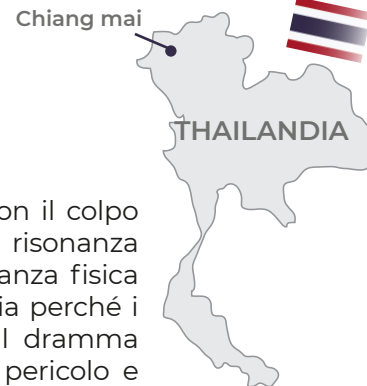 Chiang mai
THAILANDIA
on il colpo
risonanza
anza fisica
ia perché i
l dramma
pericolo e